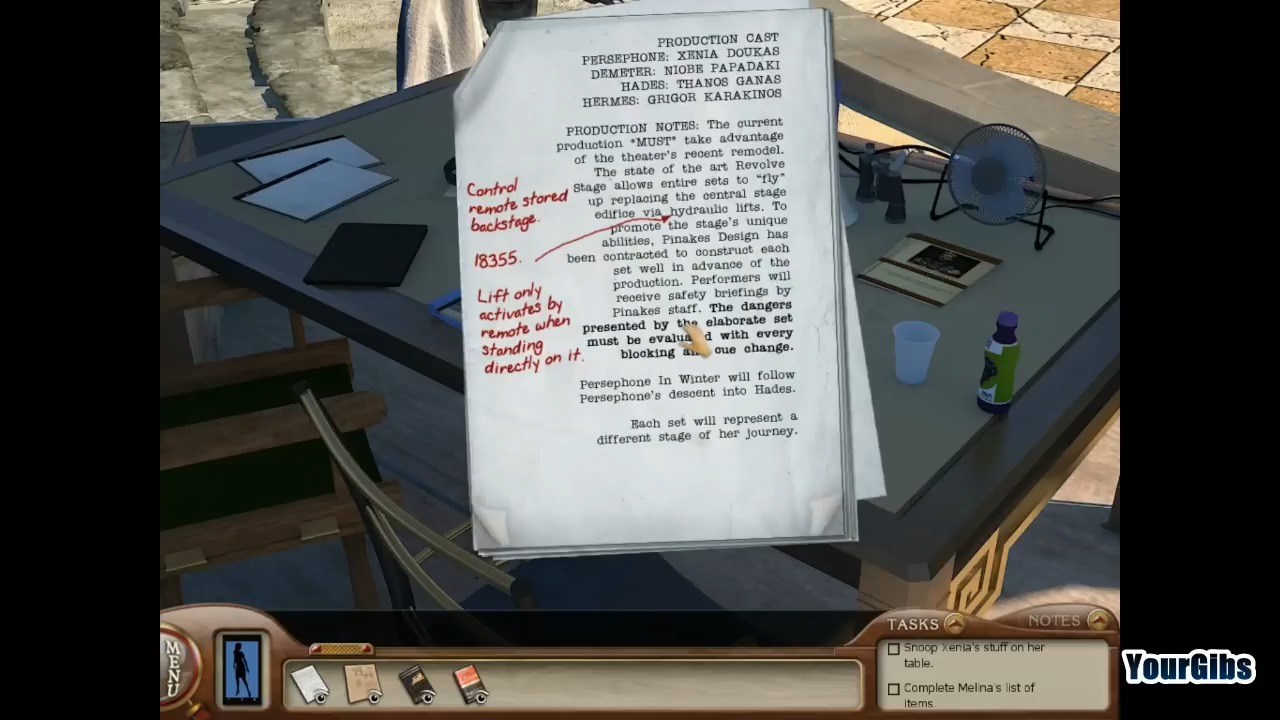 PRODUCTION CAST
PERSEPHONE: XENIA DOUKAS
DEMETER: NIOBE PAPADAKI
HADES: THANOS GANAS
HERMES: GRIGOR KARAKINOS
PRODUCTION NOTES: The current
production *MUST* take advantage
of the theater's recent remodel.
The state of the art Revolve
Stage allows entire sets to "fly"
up replacing the central stage
edifice via hydraulic lifts. To
promote the stage's unique
abilities, Pinakes Design has
been contracted to construct each
set well in advance of the
production. Performers will
receive safety briefings by
Pinakes staff. The dangers
presented by the elaborate set
must be evaluated with every
blocking and cue change.
Persephone In Winter will follow
Persephone's descent into Hades.
Each set will represent a
different stage of her journey.
Control
remote stored
backstage.
18355.
Lift only
activates by
remote when
standing
directly on it.
MENU
TASKS
NOTES
Snoop Xenia's stuff on her
table.
Complete Melina's list of
items.
YourGibs